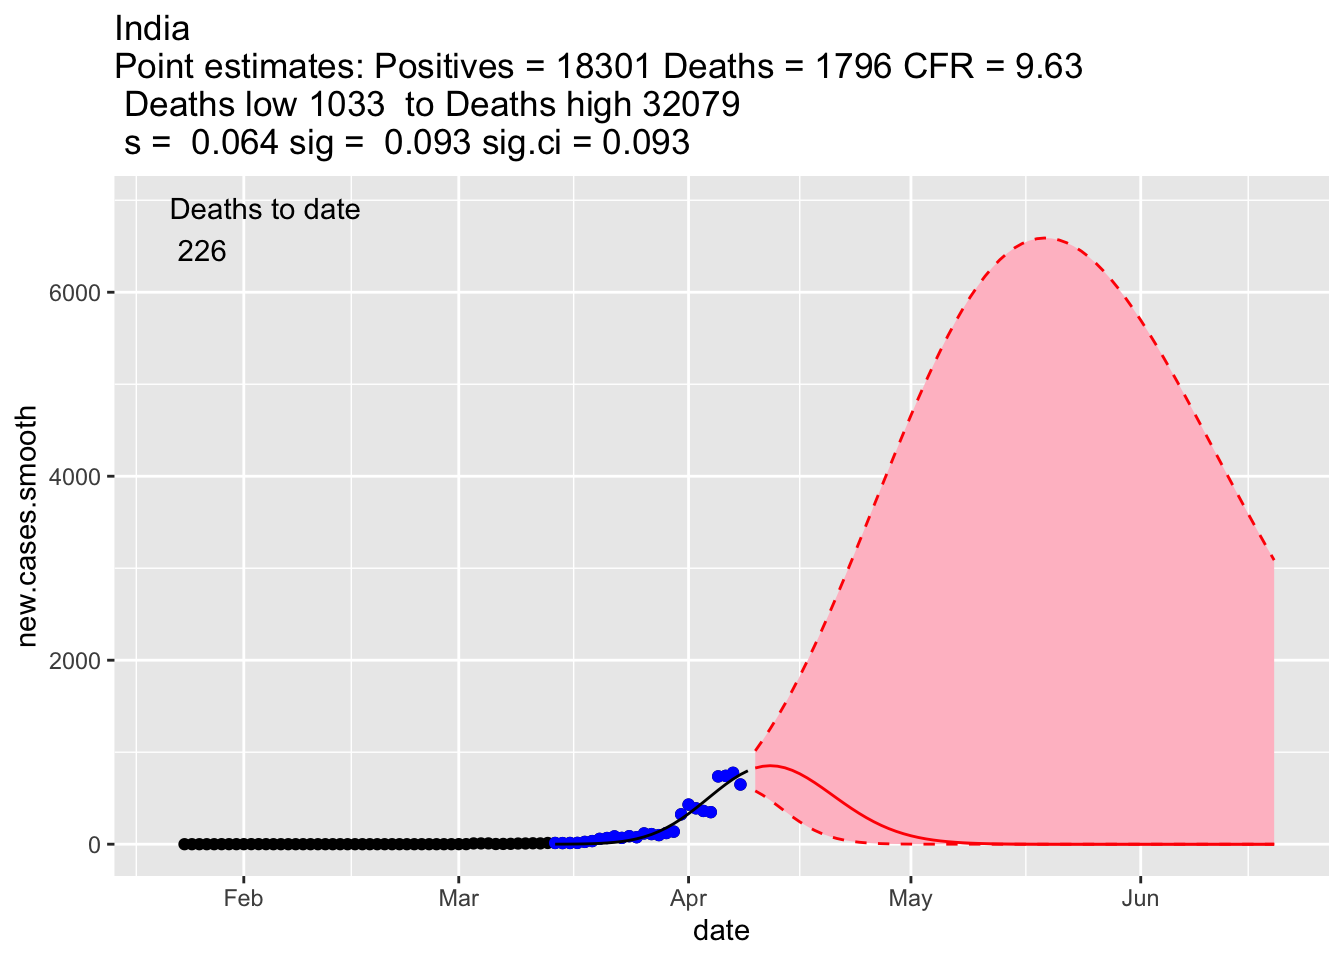 India
Point estimates: Positives = 18301 Deaths = 1796 CFR = 9.63
Deaths low 1033  to Deaths high 32079
s =  0.064 sig =  0.093 sig.ci = 0.093
Deaths to date
226
new.cases.smooth
6000
4000
2000
0
Feb Mar Apr May Jun
date